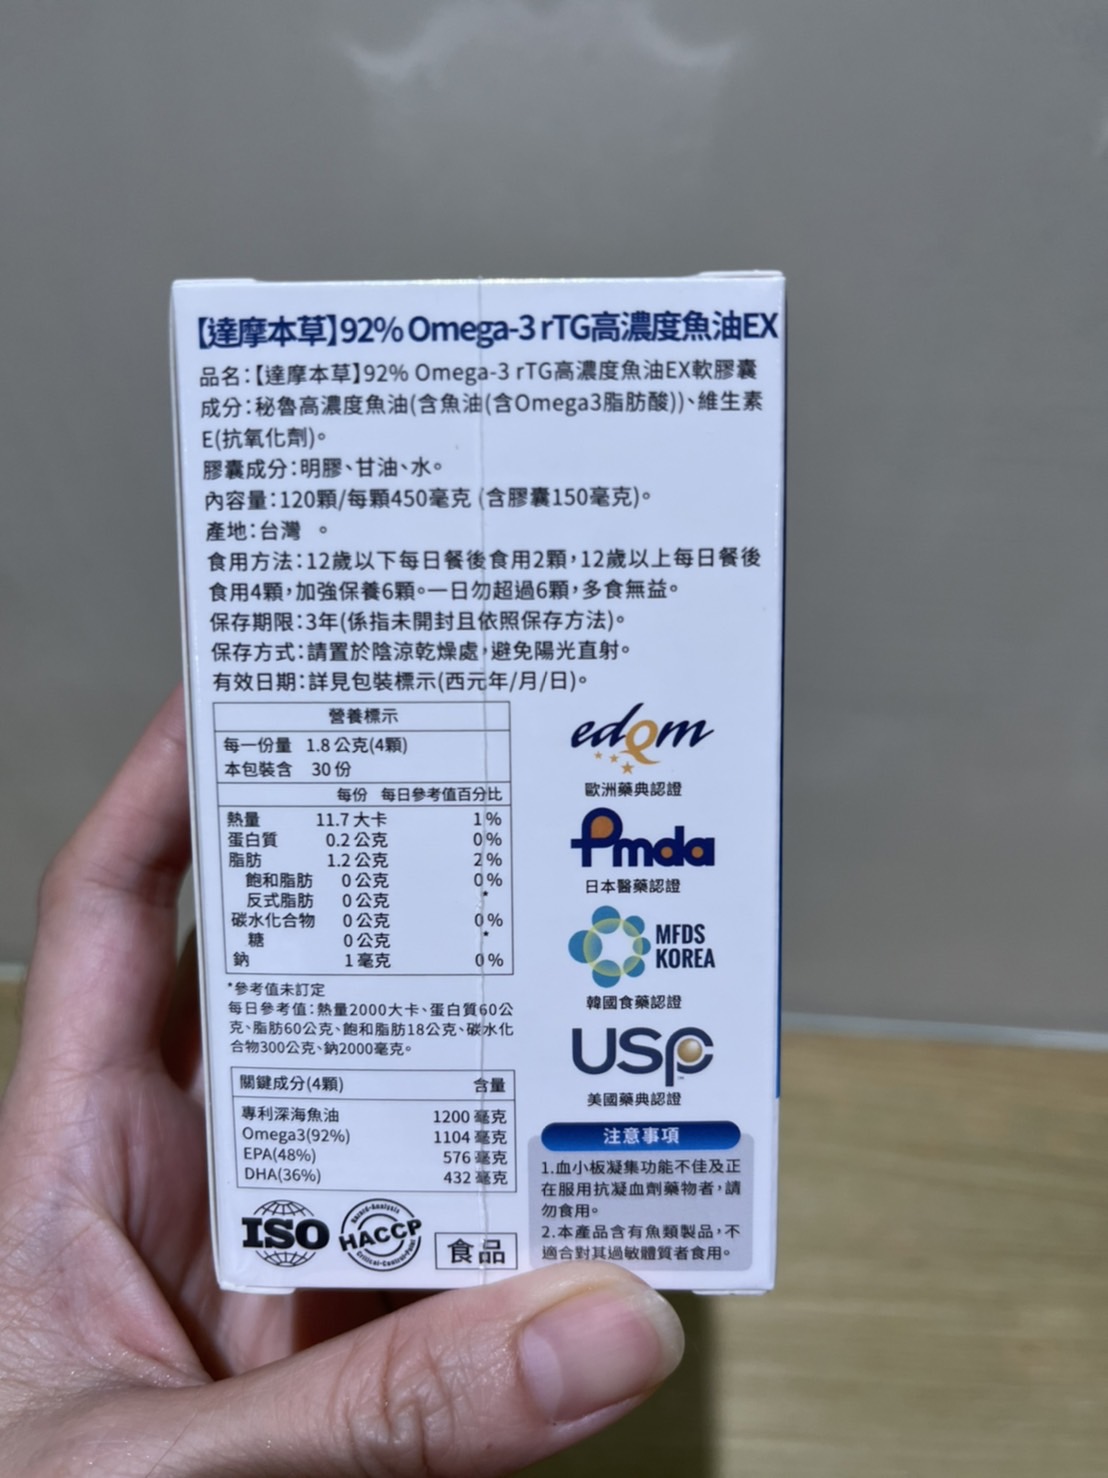 【達摩本草】92% Omega-3 rTG高濃度魚油EX
品名:【達摩本草】92% Omega-3 rTG高濃度魚油EX軟膠囊
成分:秘魯高濃度魚油(含魚油(含Omega3脂肪酸))、維生素
E(抗氧化劑)。
膠囊成分:明膠、甘油、水。
內容量:120顆/每顆450毫克 (含膠囊150毫克)。
產地:台灣 。
食用方法:12歲以下每日餐後食用2顆,12歲以上每日餐後
食用4顆,加強保養6顆。一日勿超過6顆,多食無益。
保存期限:3年(係指未開封且依照保存方法)。
保存方式:請置於陰涼乾燥處,避免陽光直射。
有效日期:詳見包裝標示(西元年/月/日)。
營養標示
每一份量 1.8 公克(4顆)
本包裝含 30 份
每份 每日參考值百分比
熱量 11.7 大卡 1%
蛋白質 0.2 公克 0%
脂肪 1.2 公克 2%
飽和脂肪 0 公克 0%
反式脂肪 0 公克 *
碳水化合物 0 公克 0%
糖 0 公克 *
鈉 1 毫克 0%
*參考值未訂定
每日參考值:熱量2000大卡、蛋白質60公
克、脂肪60公克、飽和脂肪18公克、碳水化
合物300公克、鈉2000毫克。
關鍵成分(4顆) 含量
專利深海魚油 1200 毫克
Omega3(92%) 1104 毫克
EPA(48%) 576 毫克
DHA(36%) 432 毫克
ISO
Hazard-Analysis
HACCP
Critical-Control-Point
食品
edqm
歐洲藥典認證
Pmda
日本醫藥認證
MFDS
KOREA
韓國食藥認證
USP
美國藥典認證
注意事項
1.血小板凝集功能不佳及正
在服用抗凝血劑藥物者,請
勿食用。
2.本產品含有魚類製品,不
適合對其過敏體質者食用。